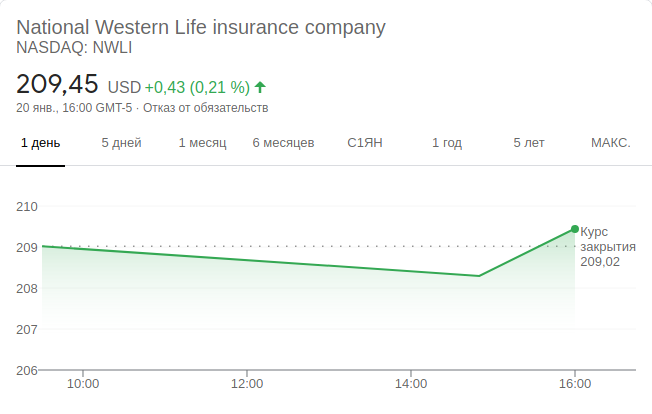 National Western Life insurance company
NASDAQ: NWLI
209,45 USD +0,43 (0,21 %)
20 янв., 16:00 GMT-5 · Отказ от обязательств
1 день 5 дней 1 месяц 6 месяцев С1ЯН 1 год 5 лет МАКС.
210
209
208
207
206
Курс
закрытия
209,02
10:00 12:00 14:00 16:00